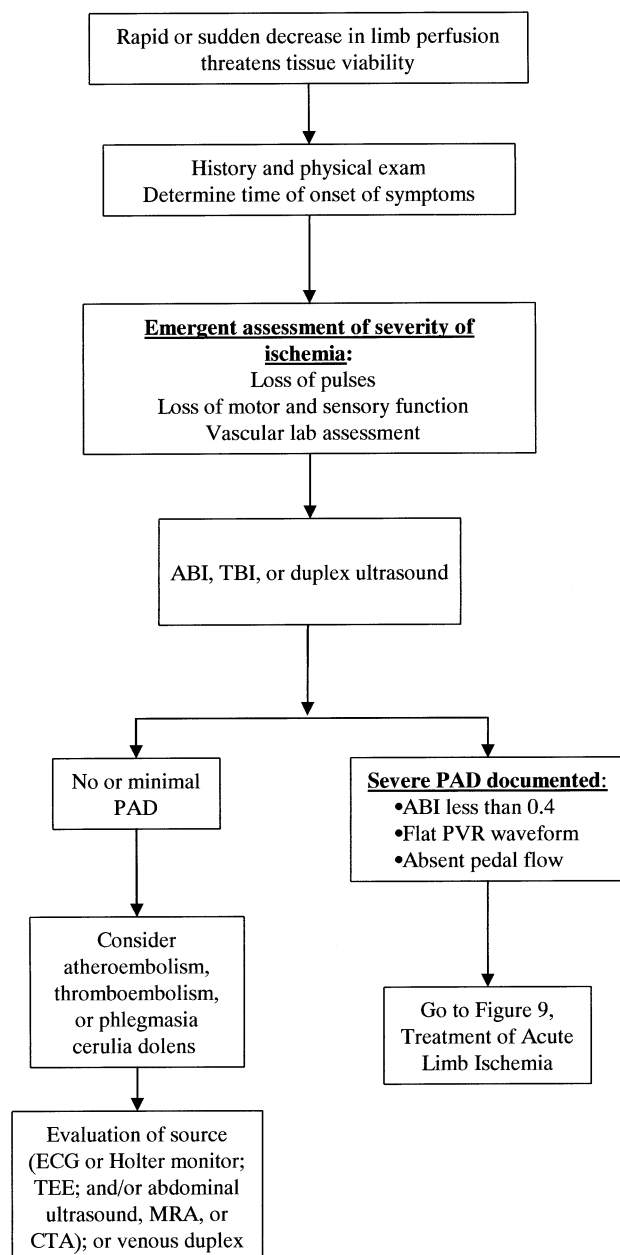 Rapid or sudden decrease in limb perfusion
threatens tissue viability
History and physical exam
Determine time of onset of symptoms
Emergent assessment of severity of
ischemia:
Loss of pulses
Loss of motor and sensory function
Vascular lab assessment
ABI, TBI, or duplex ultrasound
No or minimal
PAD
Consider
atheroembolism,
thromboembolism,
or phlegmasia
cerulia dolens
Evaluation of source
(ECG or Holter monitor;
TEE; and/or abdominal
ultrasound, MRA, or
CTA); or venous duplex
Severe PAD documented:
•ABI less than 0.4
•Flat PVR waveform
•Absent pedal flow
Go to Figure 9,
Treatment of Acute
Limb Ischemia